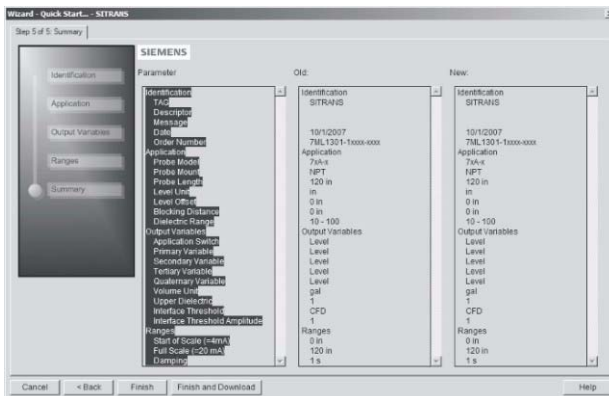 Wizard - Quick Start... - SITRANS
Step 5 of 5: Summary
SIEMENS
Identification
Application
Output Variables
Ranges
Summary
Parameter Old: New:
Identification Identification Identification
TAG SITRANS SITRANS
Descriptor
Message
Date 10/1/2007 10/1/2007
Order Number 7ML1301-1xxxx-xxxx 7ML1301-1xxxx-xxxx
Application Application Application
Probe Model 7xA-x 7xA-x
Probe Mount NPT NPT
Probe Length 120 in 120 in
Level Unit in in
Level Offset 0 in 0 in
Blocking Distance 0 in 0 in
Dielectric Range 10 - 100 10 - 100
Output Variables Output Variables Output Variables
Application Switch Level Level
Primary Variable Level Level
Secondary Variable Level Level
Tertiary Variable Level Level
Quaternary Variable Level Level
Volume Unit gal gal
Upper Dielectric 1 1
Interface Threshold CFD CFD
Interface Threshold Amplitude 1 1
Ranges Ranges Ranges
Start of Scale (=4mA) 0 in 0 in
Full Scale (=20 mA) 120 in 120 in
Damping 1 s 1 s
Cancel < Back Finish Finish and Download Help